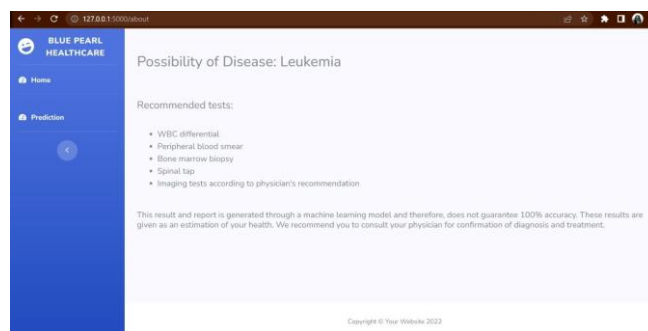 127.0.0.1:5000/about
BLUE PEARL
HEALTHCARE
Home
Prediction
Possibility of Disease: Leukemia
Recommended tests:
WBC differential
Peripheral blood smear
Bone marrow biopsy
Spinal tap
Imaging tests according to physician's recommendation
This result and report is generated through a machine learning model and therefore, does not guarantee 100% accuracy. These results are
given as an estimation of your health. We recommend you to consult your physician for confirmation of diagnosis and treatment.
Copyright © Your Website 2022